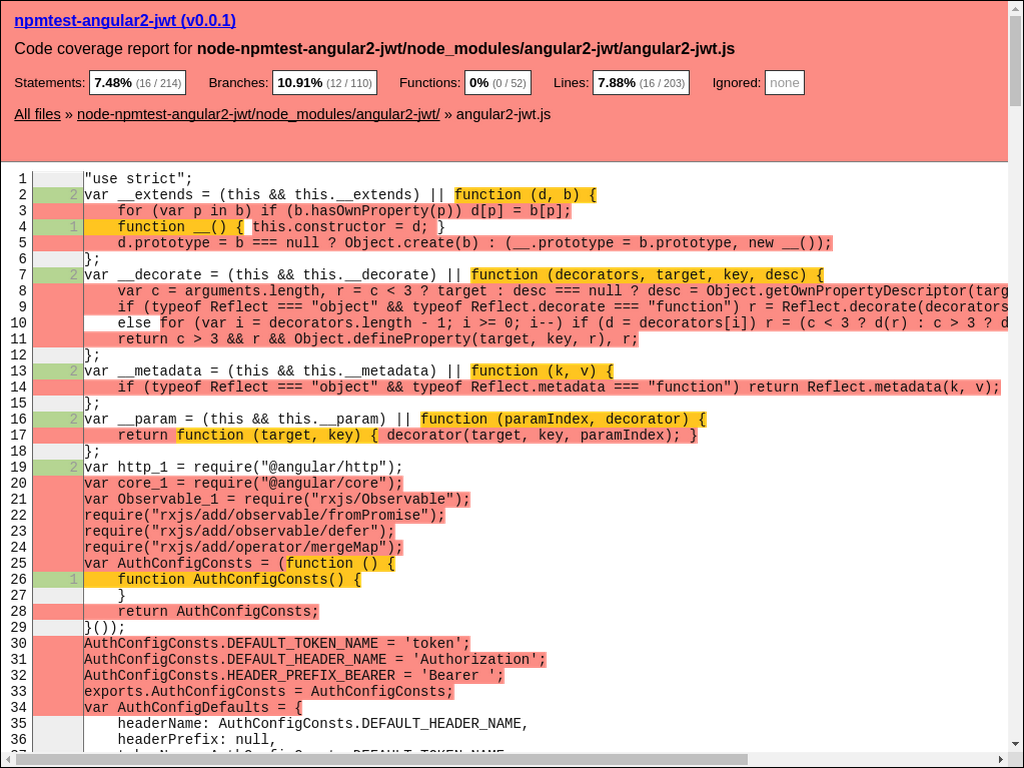 npmtest-angular2-jwt (v0.0.1)
Code coverage report for node-npmtest-angular2-jwt/node_modules/angular2-jwt/angular2-jwt.js
Statements: 7.48% (16 / 214) Branches: 10.91% (12 / 110) Functions: 0% (0 / 52) Lines: 7.88% (16 / 203) Ignored: none
All files » node-npmtest-angular2-jwt/node_modules/angular2-jwt/ » angular2-jwt.js
1 "use strict";
2 2 var __extends = (this && this.__extends) || function (d, b) {
3 for (var p in b) if (b.hasOwnProperty(p)) d[p] = b[p];
4 1 function __() { this.constructor = d; }
5 d.prototype = b === null ? Object.create(b) : (__.prototype = b.prototype, new __());
6 };
7 2 var __decorate = (this && this.__decorate) || function (decorators, target, key, desc) {
8 var c = arguments.length, r = c < 3 ? target : desc === null ? desc = Object.getOwnPropertyDescriptor(targ
9 if (typeof Reflect === "object" && typeof Reflect.decorate === "function") r = Reflect.decorate(decorators
10 else for (var i = decorators.length - 1; i >= 0; i--) if (d = decorators[i]) r = (c < 3 ? d(r) : c > 3 ? d
11 return c > 3 && r && Object.defineProperty(target, key, r), r;
12 };
13 2 var __metadata = (this && this.__metadata) || function (k, v) {
14 if (typeof Reflect === "object" && typeof Reflect.metadata === "function") return Reflect.metadata(k, v);
15 };
16 2 var __param = (this && this.__param) || function (paramIndex, decorator) {
17 return function (target, key) { decorator(target, key, paramIndex); }
18 };
19 2 var http_1 = require("@angular/http");
20 var core_1 = require("@angular/core");
21 var Observable_1 = require("rxjs/Observable");
22 require("rxjs/add/observable/fromPromise");
23 require("rxjs/add/observable/defer");
24 require("rxjs/add/operator/mergeMap");
25 var AuthConfigConsts = (function () {
26 1 function AuthConfigConsts() {
27 }
28 return AuthConfigConsts;
29 }());
30 AuthConfigConsts.DEFAULT_TOKEN_NAME = 'token';
31 AuthConfigConsts.DEFAULT_HEADER_NAME = 'Authorization';
32 AuthConfigConsts.HEADER_PREFIX_BEARER = 'Bearer ';
33 exports.AuthConfigConsts = AuthConfigConsts;
34 var AuthConfigDefaults = {
35 headerName: AuthConfigConsts.DEFAULT_HEADER_NAME,
36 headerPrefix: null,